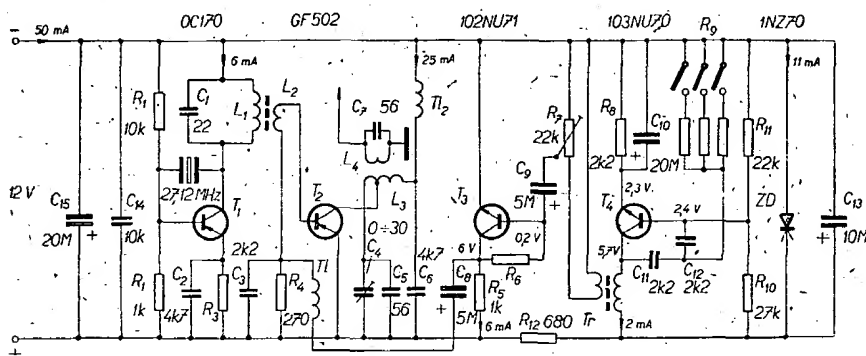 OC170 GF502 102NU71 103NU70 1NZ70
− 50 mA 6 mA 25 mA R9 11 mA
R1 10k C1 22 L1 L2 C7 56 L4 Tl2 R7 22k R8 2k2 C10 20M R11 22k
27,12 MHz C9 5M
12 V C15 20M + C14 10k T1 T2 L3 T3 T4 2,3 V 2,4 V ZD C13 10M +
0÷30 6 V 0,2 V 5,7V
R1 1k C2 4k7 2k2 R3 C3 R4 270 Tl C4 C5 56 C6 4k7 C8 5M + R5 1k R6 C11 2k2 C12 2k2 R10 27k
+ 6 mA R12 680 Tr 2 mA